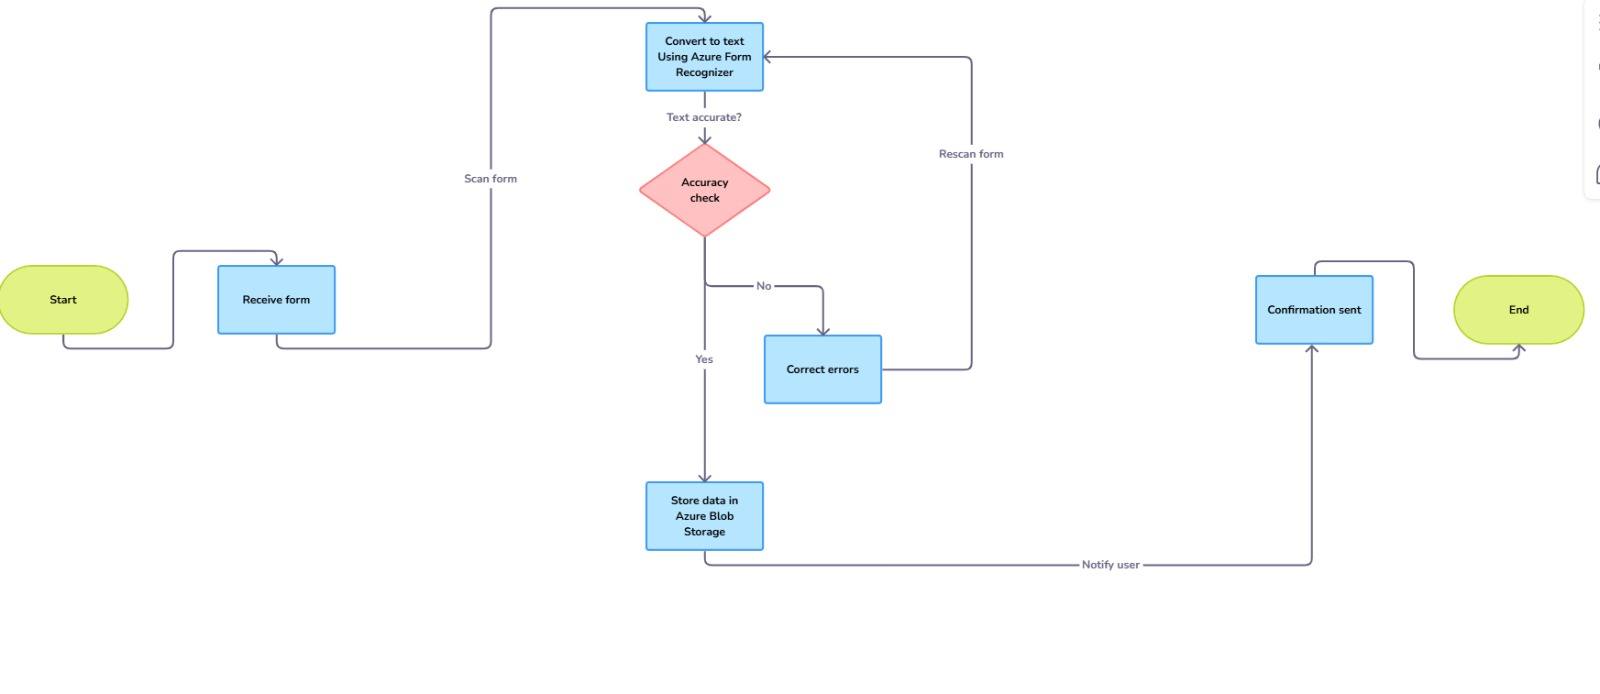 Convert to text
Using Azure Form
Recognizer
Text accurate?
Rescan form
Scan form
Accuracy
check
Start
Receive form
No
Confirmation sent
End
Yes
Correct errors
Store data in
Azure Blob
Storage
Notify user